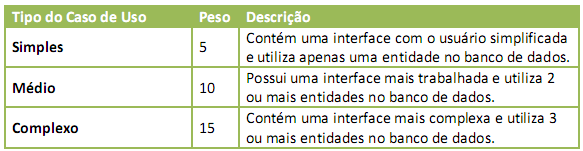 Tipo do Caso de Uso Peso Descrição
Simples 5 Contém uma interface com o usuário simplificada
e utiliza apenas uma entidade no banco de dados.
Médio 10 Possui uma interface mais trabalhada e utiliza 2
ou mais entidades no banco de dados.
Complexo 15 Contém uma interface mais complexa e utiliza 3
ou mais entidades no banco de dados.